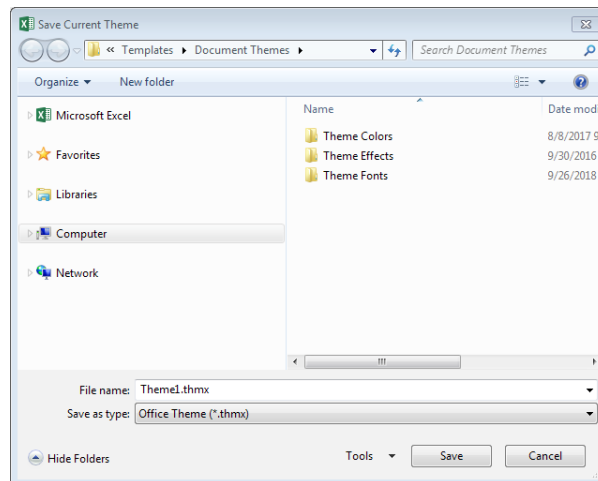 Save Current Theme
« Templates Document Themes Search Document Themes
Organize New folder
Microsoft Excel
Favorites
Libraries
Computer
Network
Name Date modi
Theme Colors 8/8/2017 9
Theme Effects 9/30/2016
Theme Fonts 9/26/2018
File name: Theme1.thmx
Save as type: Office Theme (*.thmx)
Hide Folders Tools Save Cancel